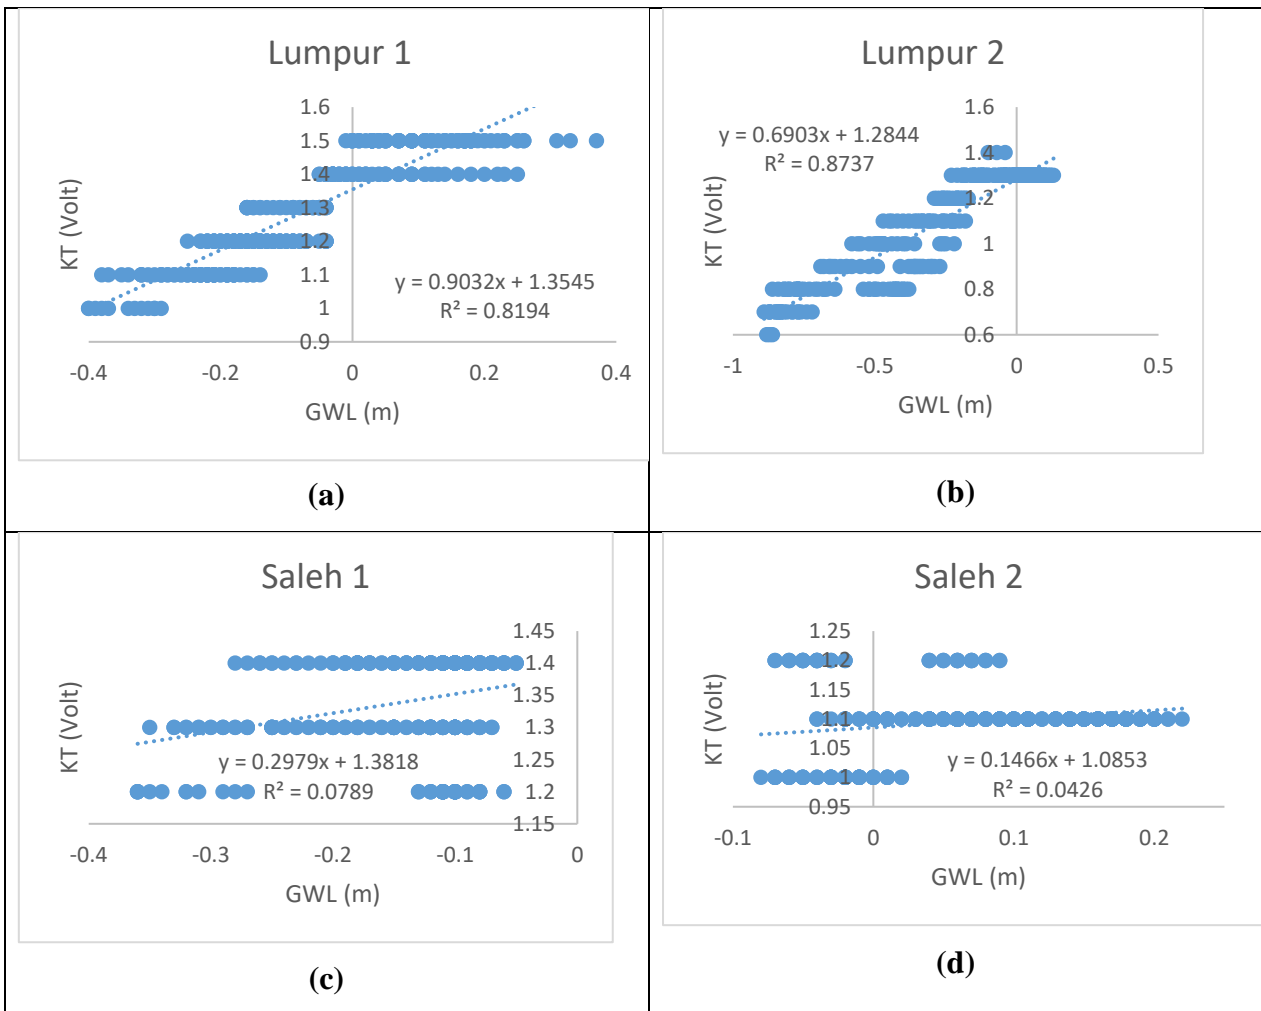 Lumpur 1
1.6
1.5
1.4
1.3
1.2
1.1
1
0.9
KT (Volt)
y = 0.9032x + 1.3545
R² = 0.8194
-0.4
-0.2
0
0.2
0.4
GWL (m)
(a)
Lumpur 2
1.6
1.4
1.2
1
0.8
0.6
KT (Volt)
y = 0.6903x + 1.2844
R² = 0.8737
-1
-0.5
0
0.5
GWL (m)
(b)
Saleh 1
1.45
1.4
1.35
1.3
1.25
1.2
1.15
KT (Volt)
y = 0.2979x + 1.3818
R² = 0.0789
-0.4
-0.3
-0.2
-0.1
0
GWL (m)
(c)
Saleh 2
1.25
1.2
1.15
1.1
1.05
1
0.95
KT (Volt)
y = 0.1466x + 1.0853
R² = 0.0426
-0.1
0
0.1
0.2
GWL (m)
(d)